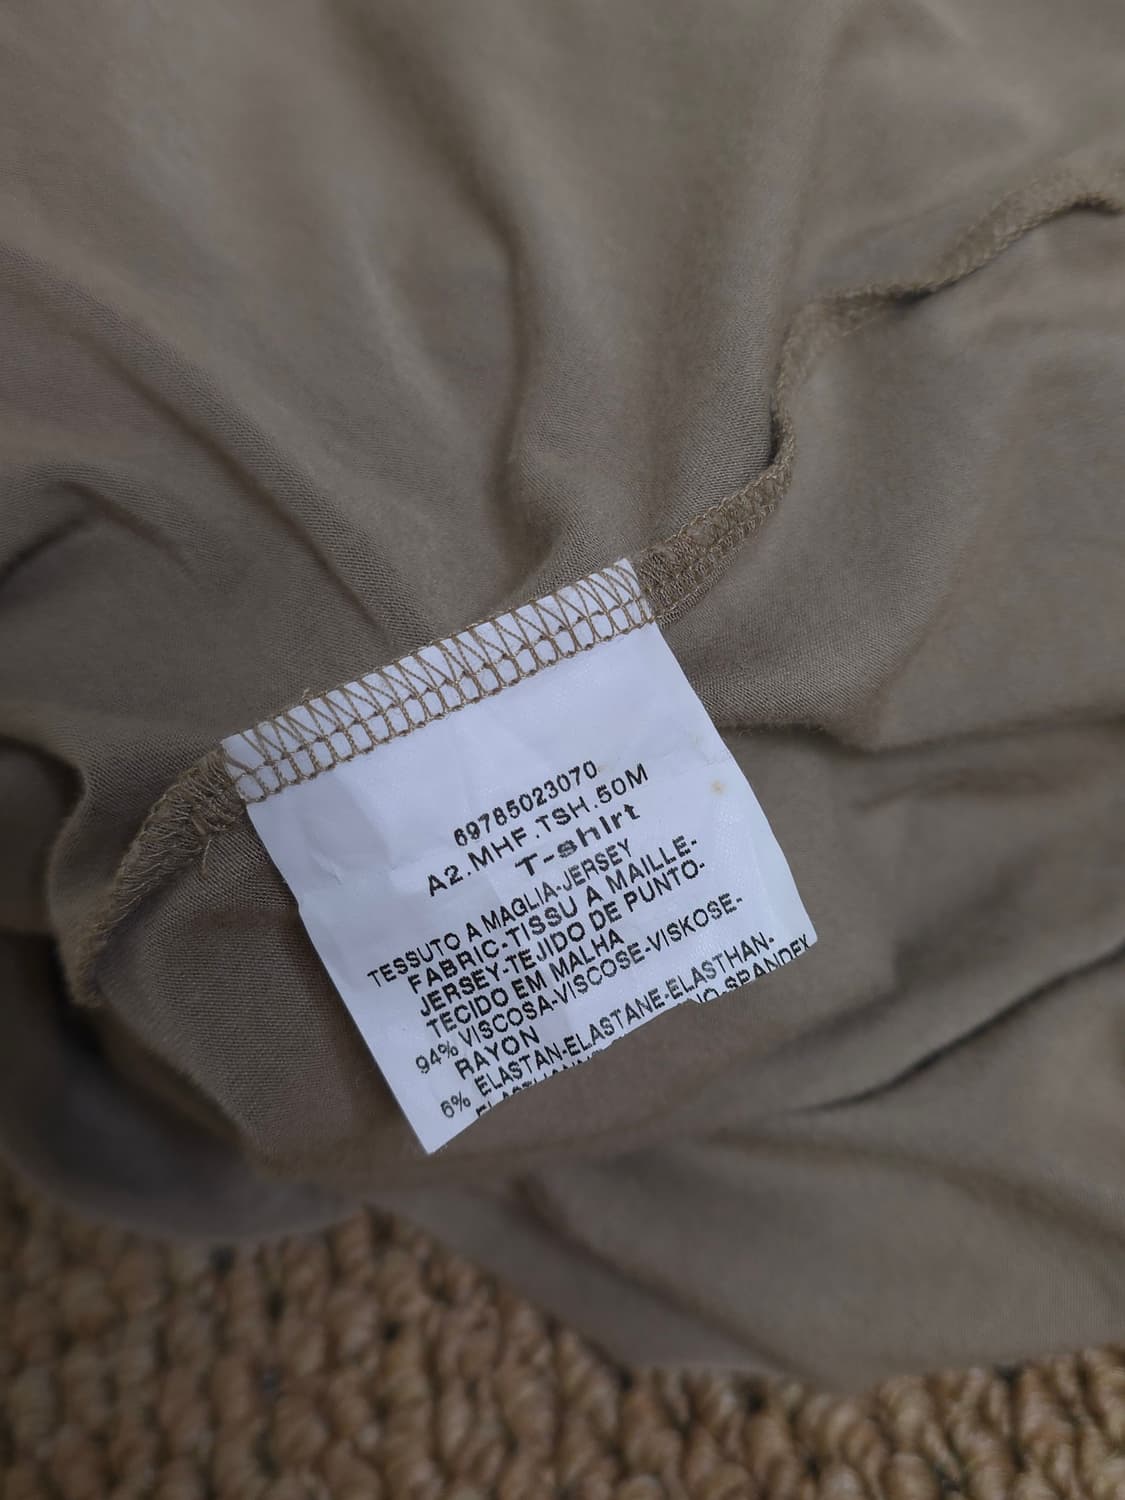 69785023070
A2.MHF.TSH.50M
T-shirt
TESSUTO A MAGLIA-JERSEY
FABRIC-TISSU A MAILLE-
JERSEY-TEJIDO DE PUNTO-
TECIDO EM MALHA
94% VISCOSA-VISCOSE-VISKOSE-
RAYON
6% ELASTAN-ELASTANE-ELASTHAN-